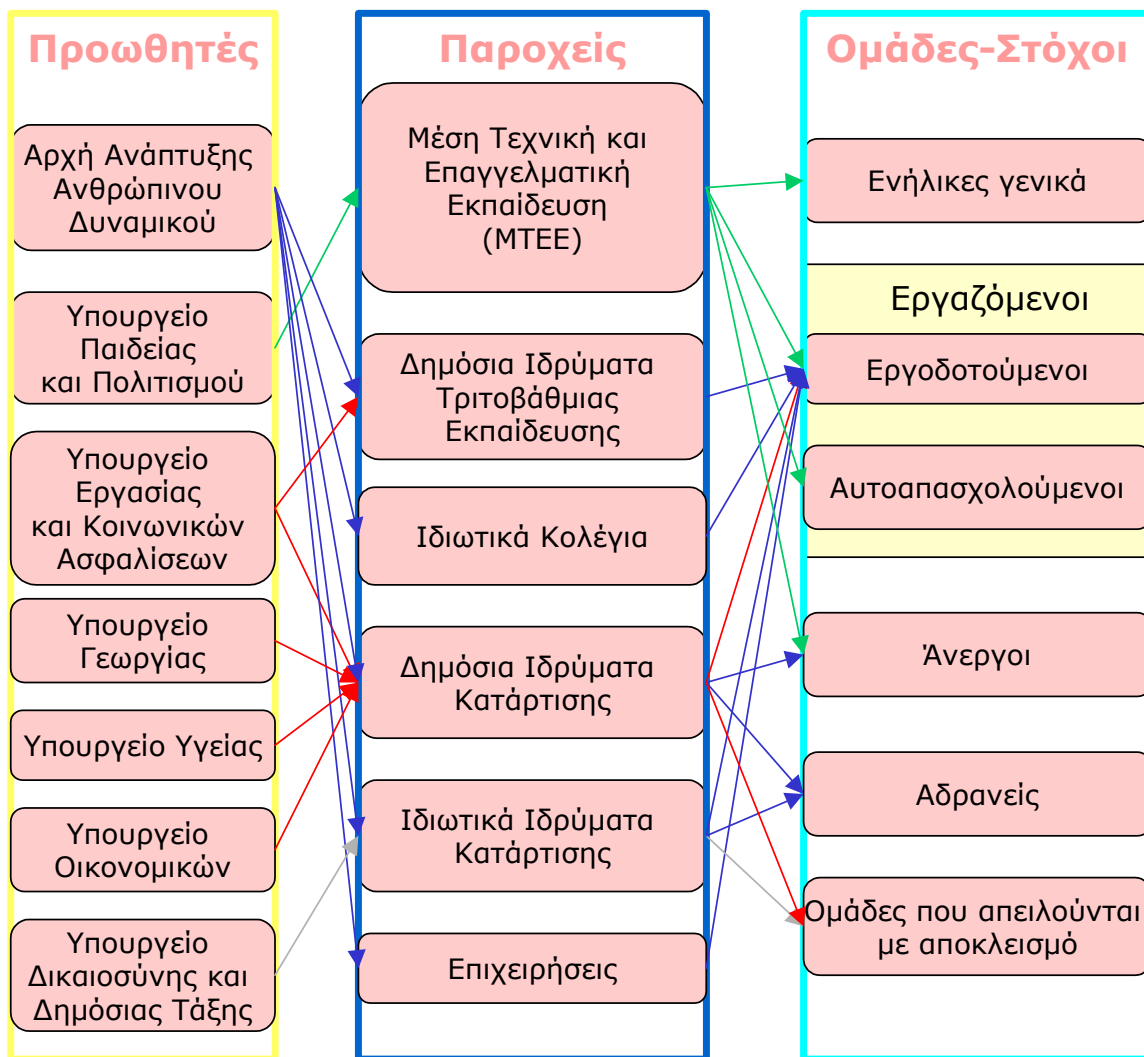 Προωθητές
Αρχή Ανάπτυξης
Ανθρώπινου
Δυναμικού
Υπουργείο
Παιδείας
και Πολιτισμού
Υπουργείο
Εργασίας
και Κοινωνικών
Ασφαλίσεων
Υπουργείο
Γεωργίας
Υπουργείο Υγείας
Υπουργείο
Οικονομικών
Υπουργείο
Δικαιοσύνης και
Δημόσιας Τάξης
Παροχείς
Μέση Τεχνική και
Επαγγελματική
Εκπαίδευση
(ΜΤΕΕ)
Δημόσια Ιδρύματα
Τριτοβάθμιας
Εκπαίδευσης
Ιδιωτικά Κολέγια
Δημόσια Ιδρύματα
Κατάρτισης
Ιδιωτικά Ιδρύματα
Κατάρτισης
Επιχειρήσεις
Ομάδες-Στόχοι
Ενήλικες γενικά
Εργαζόμενοι
Εργοδοτούμενοι
Αυτοαπασχολούμενοι
Άνεργοι
Αδρανείς
Ομάδες που απειλούνται
με αποκλεισμό